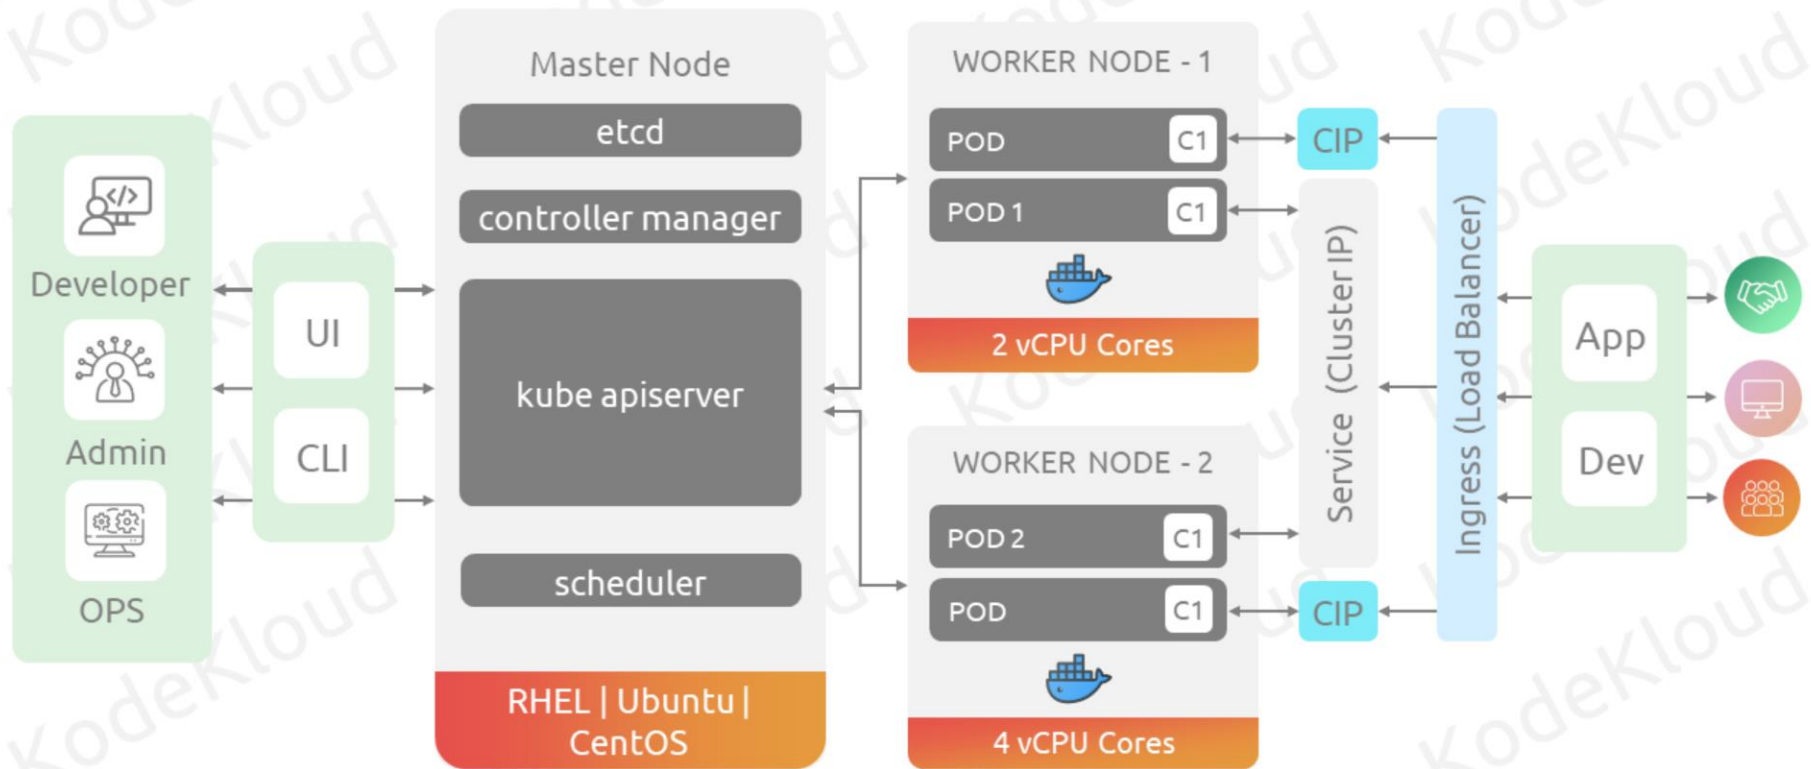 Developer
Admin
OPS
UI
CLI
Master Node
etcd
controller manager
kube apiserver
scheduler
RHEL | Ubuntu |
CentOS
WORKER NODE - 1
POD
C1
POD 1
C1
2 vCPU Cores
WORKER NODE - 2
POD 2
C1
POD
C1
4 vCPU Cores
CIP
Service (Cluster IP)
CIP
Ingress (Load Balancer)
App
Dev
KodeKloud